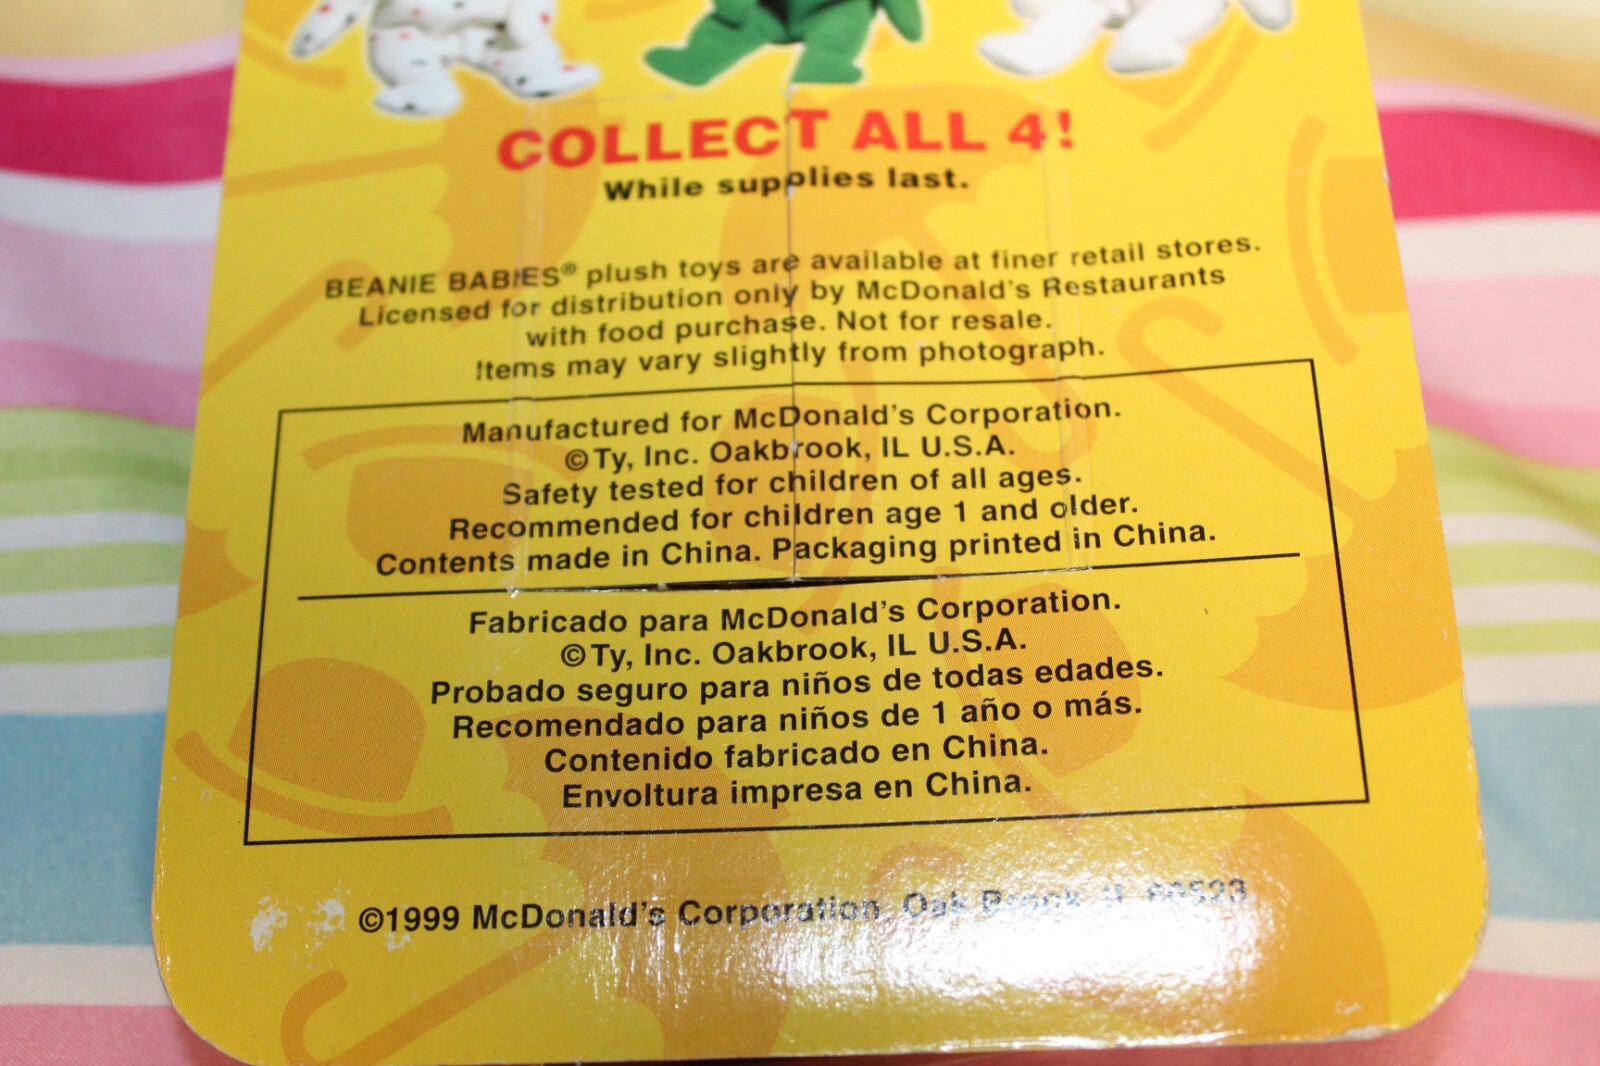 COLLECT ALL 4!
While supplies last.
BEANIE BABIES® plush toys are available at finer retail stores.
Licensed for distribution only by McDonald's Restaurants
with food purchase. Not for resale.
Items may vary slightly from photograph.
Manufactured for McDonald's Corporation.
©Ty, Inc. Oakbrook, IL U.S.A.
Safety tested for children of all ages.
Recommended for children age 1 and older.
Contents made in China. Packaging printed in China.
Fabricado para McDonald's Corporation.
©Ty, Inc. Oakbrook, IL U.S.A.
Probado seguro para niños de todas edades.
Recomendado para niños de 1 año o más.
Contenido fabricado en China.
Envoltura impresa en China.
©1999 McDonald's Corporation, Oak Brook IL 60523